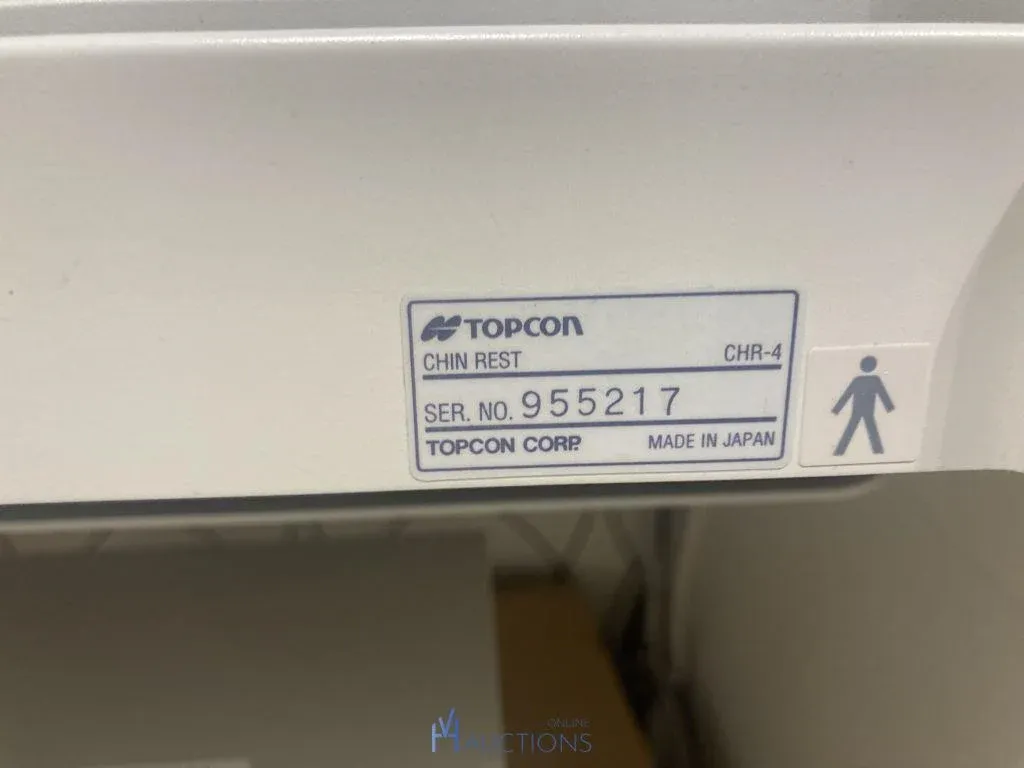 TOPCON
CHIN REST CHR-4
SER. NO. 955217
TOPCON CORP. MADE IN JAPAN
ONLINE
AUCTIONS